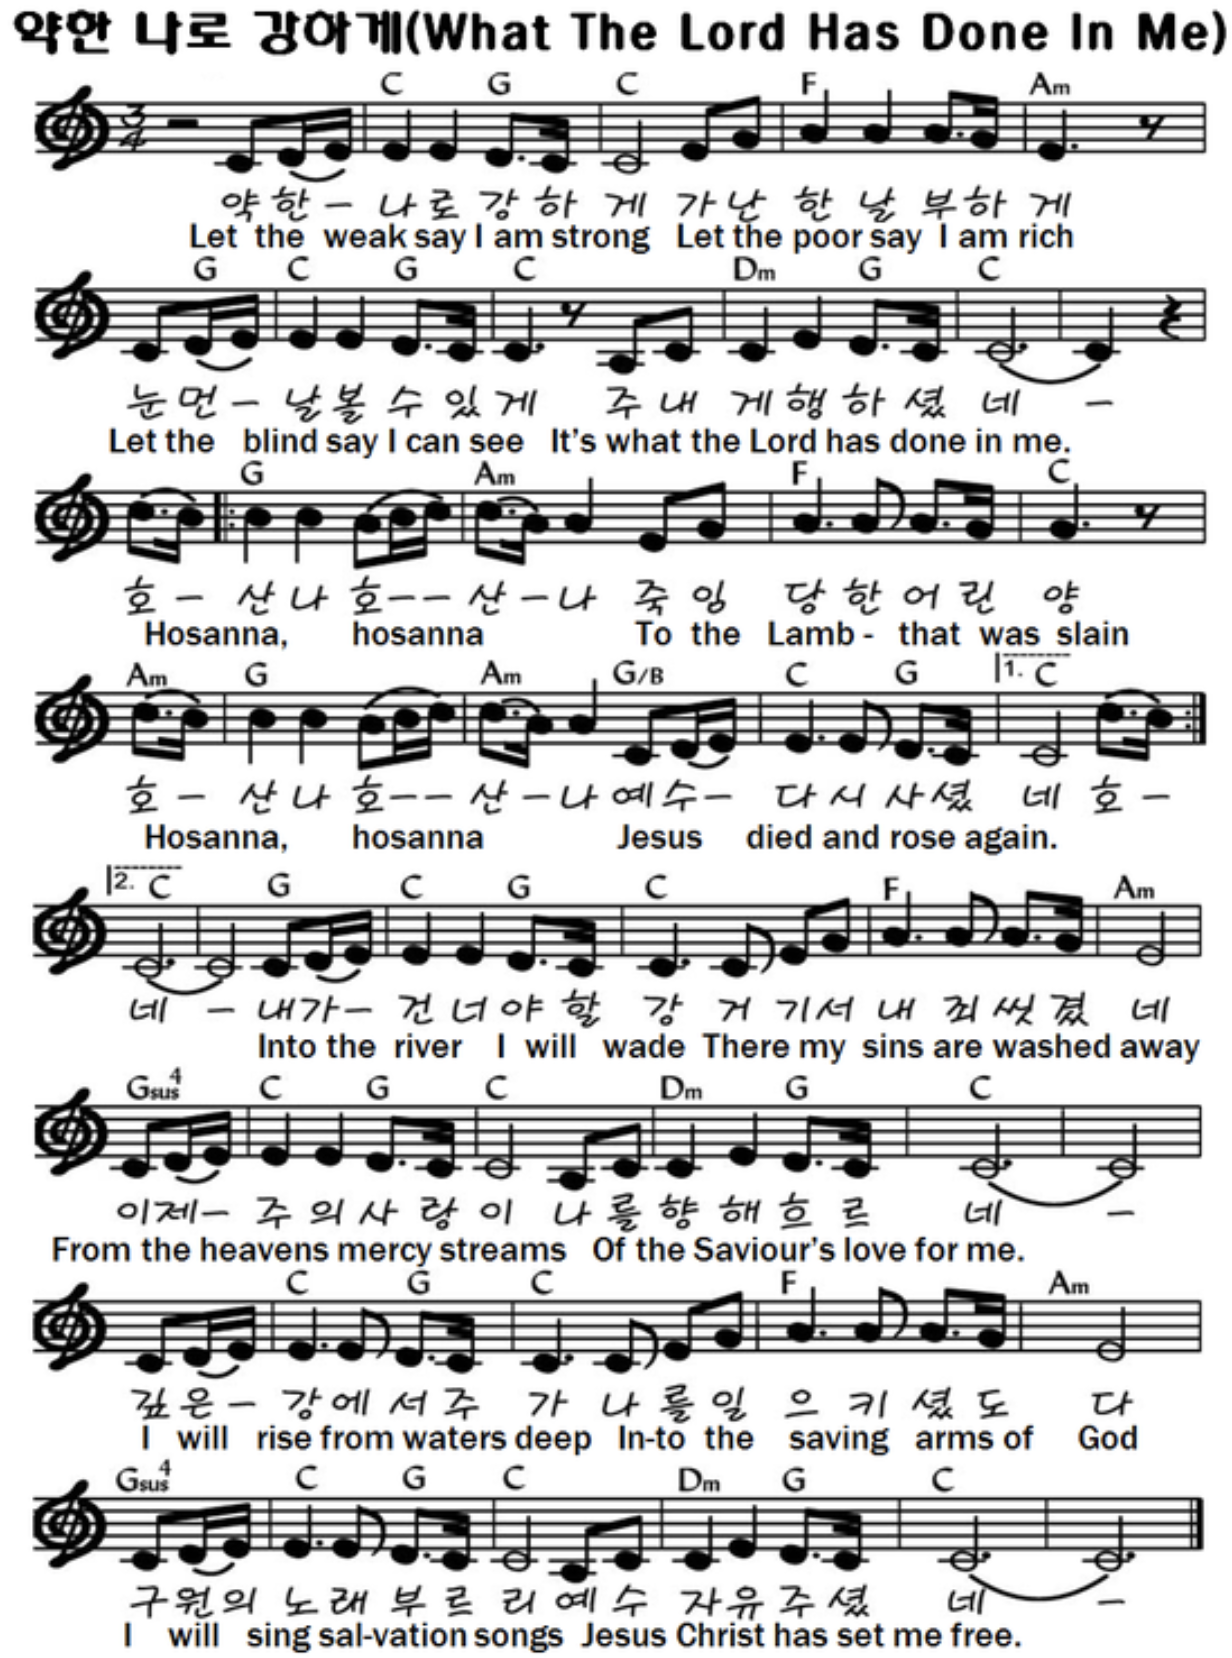 약한 나로 강하게(What The Lord Has Done In Me)
C G C F Am
3/4
약 한 - 나 로 강 하 게 가 난 한 날 부 하 게
Let the weak say I am strong Let the poor say I am rich
G C G C Dm G C
눈 먼 - 날 볼 수 있 게 주 내 게 행 하 셨 네 -
Let the blind say I can see It's what the Lord has done in me.
G Am F C
호 - 산 나 호 - - 산 - 나 죽 임 당 한 어 린 양
Hosanna, hosanna To the Lamb - that was slain
Am G Am G/B C G 1. C
호 - 산 나 호 - - 산 - 나 예 수 - 다 시 사 셨 네 호 -
Hosanna, hosanna Jesus died and rose again.
2. C G C G C F Am
네 - 내 가 - 건 너 야 할 강 거 기 서 내 죄 씻 겼 네
Into the river I will wade There my sins are washed away
Gsus4 C G C Dm G C
이 제 - 주 의 사 랑 이 나 를 향 해 흐 르 네 -
From the heavens mercy streams Of the Saviour's love for me.
C G C F Am
깊 은 - 강 에 서 주 가 나 를 일 으 키 셨 도 다
I will rise from waters deep In-to the saving arms of God
Gsus4 C G C Dm G C
구 원 의 노 래 부 르 리 예 수 자 유 주 셨 네 -
I will sing sal-vation songs Jesus Christ has set me free.